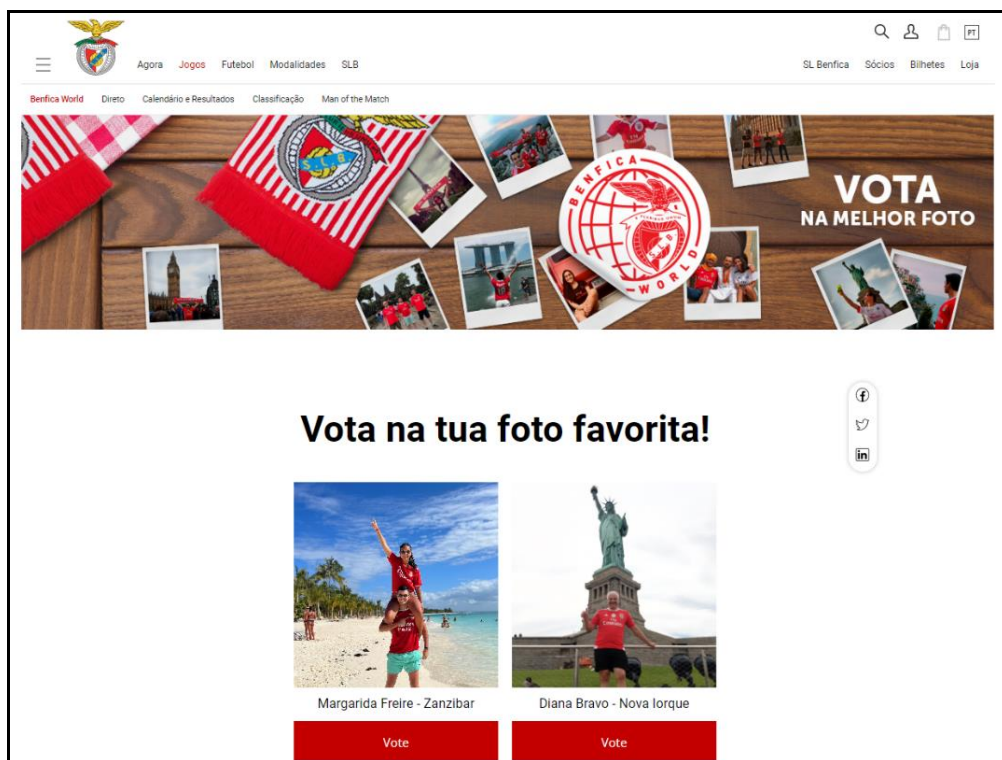 PT
Agora Jogos Futebol Modalidades SLB SL Benfica Sócios Bilhetes Loja
Benfica World Direto Calendário e Resultados Classificação Man of the Match
S.L.B.
BENFICA
WORLD
VOTA
NA MELHOR FOTO
Vota na tua foto favorita!
Margarida Freire - Zanzibar Diana Bravo - Nova Iorque
Vote Vote